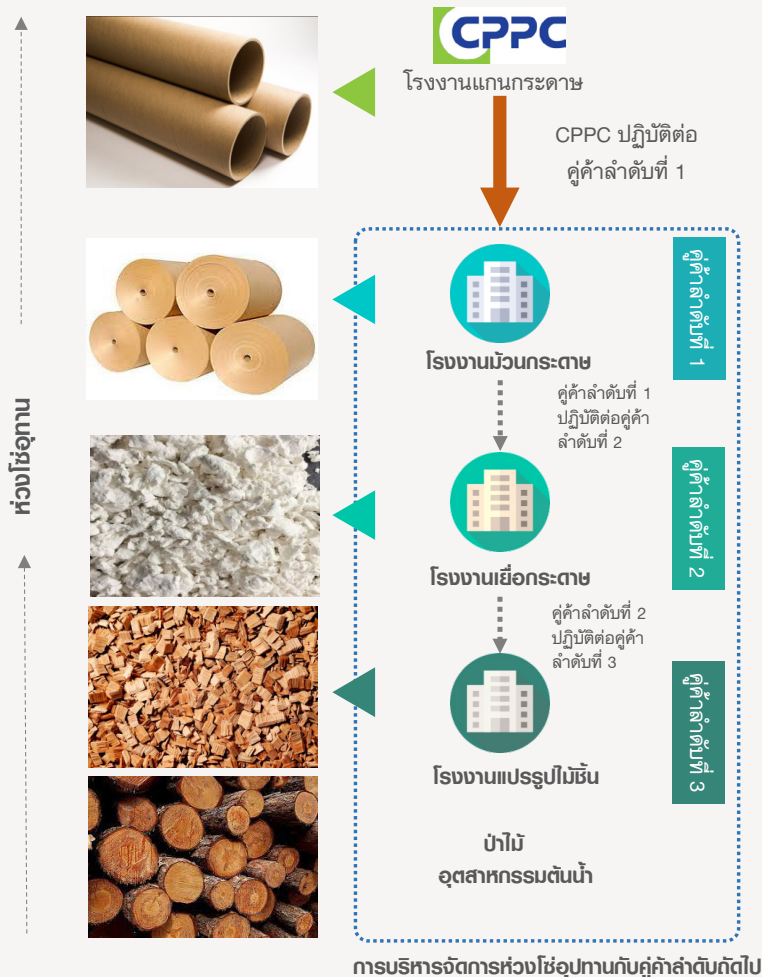 CPPC
โรงงานแกนกระดาษ
CPPC ปฏิบัติต่อ
คู่ค้าลำดับที่ 1
คู่ค้าลำดับที่ 1
โรงงานม้วนกระดาษ
คู่ค้าลำดับที่ 1
ปฏิบัติต่อคู่ค้า
ลำดับที่ 2
ห่วงโซ่อุทาน
คู่ค้าลำดับที่ 2
โรงงานเยื่อกระดาษ
คู่ค้าลำดับที่ 2
ปฏิบัติต่อคู่ค้า
ลำดับที่ 3
คู่ค้าลำดับที่ 3
โรงงานแปรรูปไม้ชิ้น
ป่าไม้
อุตสาหกรรมต้นน้ำ
การบริหารจัดการห่วงโซ่อุปทานกับคู่ค้าลำดับถัดไป